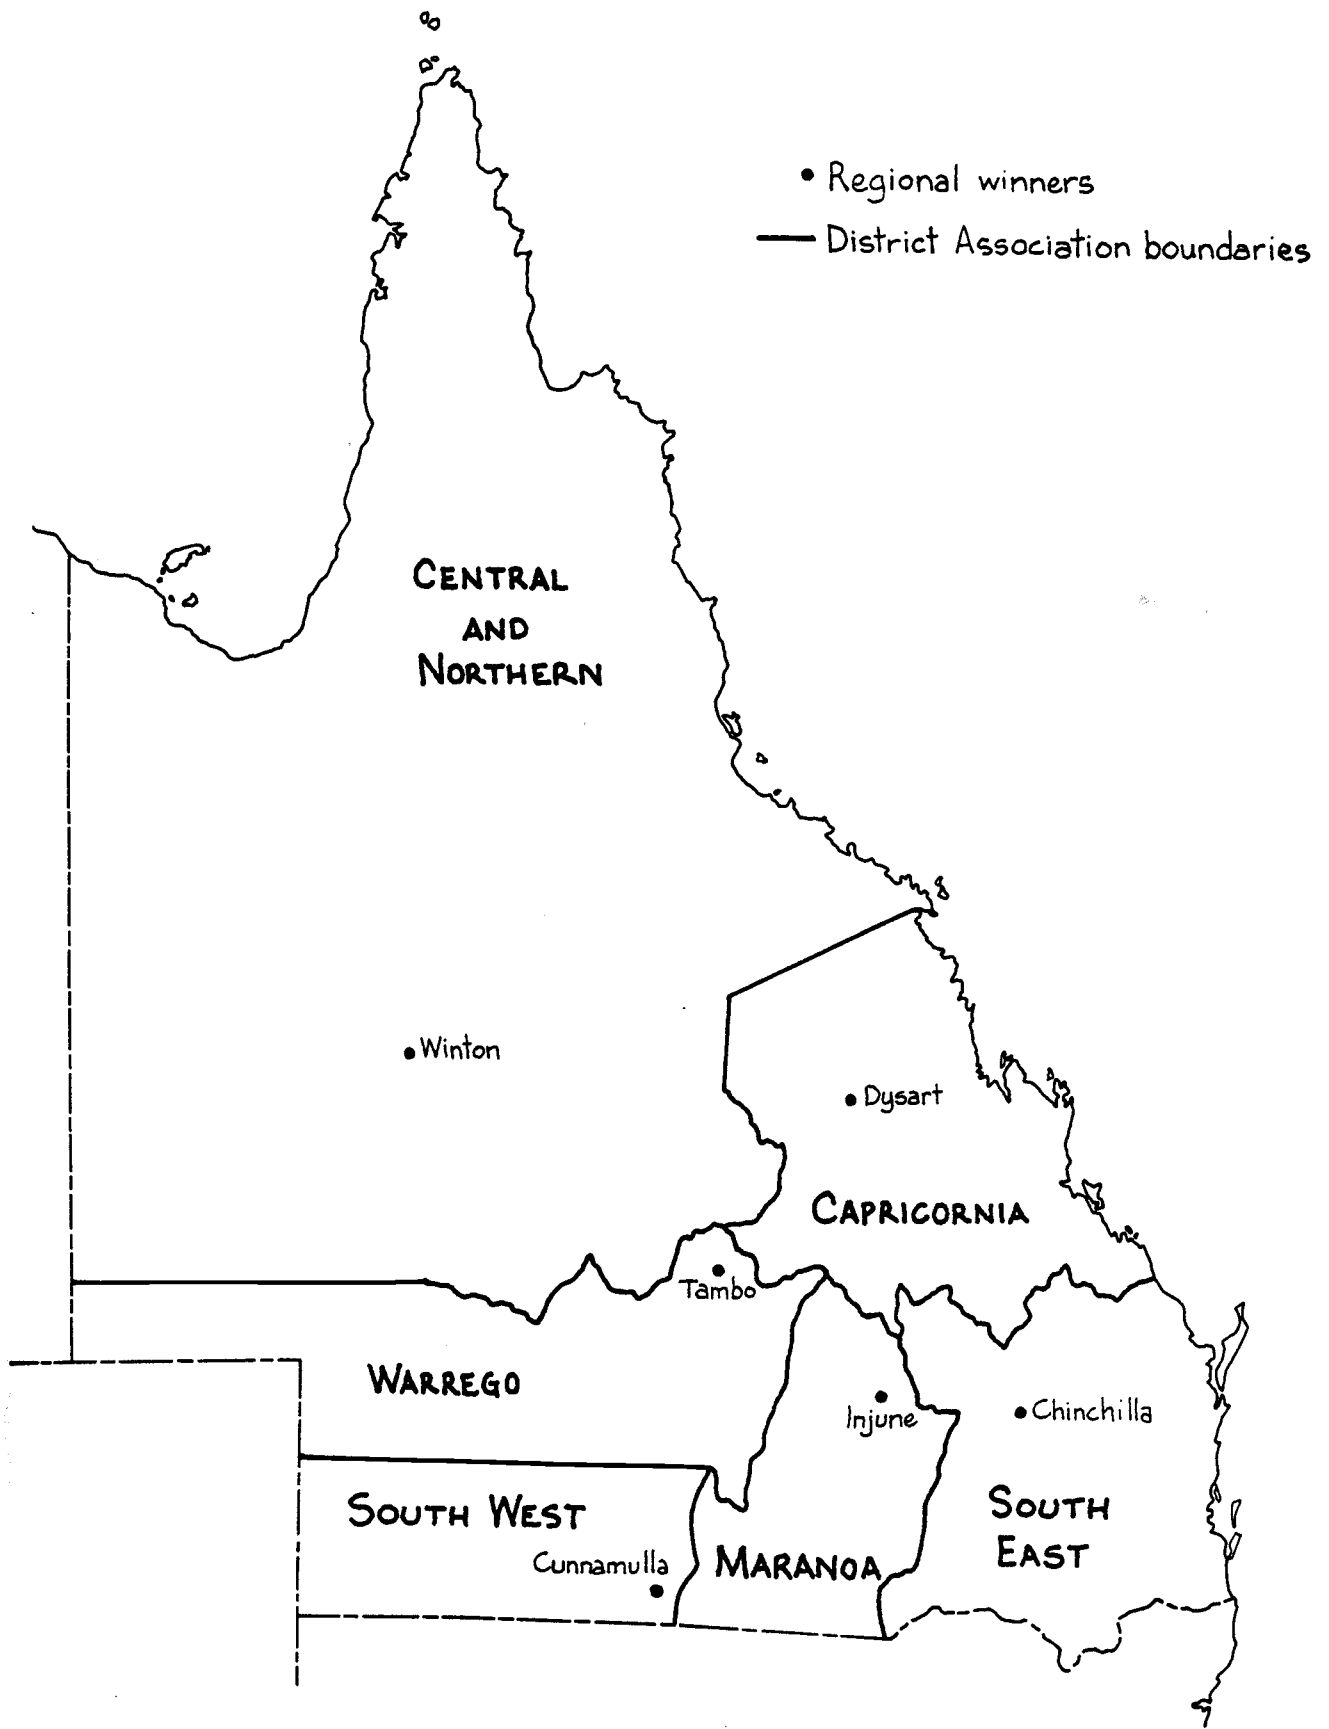 Regional winners
District Association boundaries
CENTRAL
AND
NORTHERN
Winton
Dysart
CAPRICORNIA
Tambo
WARREGO
Injune
Chinchilla
SOUTH WEST
SOUTH
EAST
Cunnamulla
MARANOA